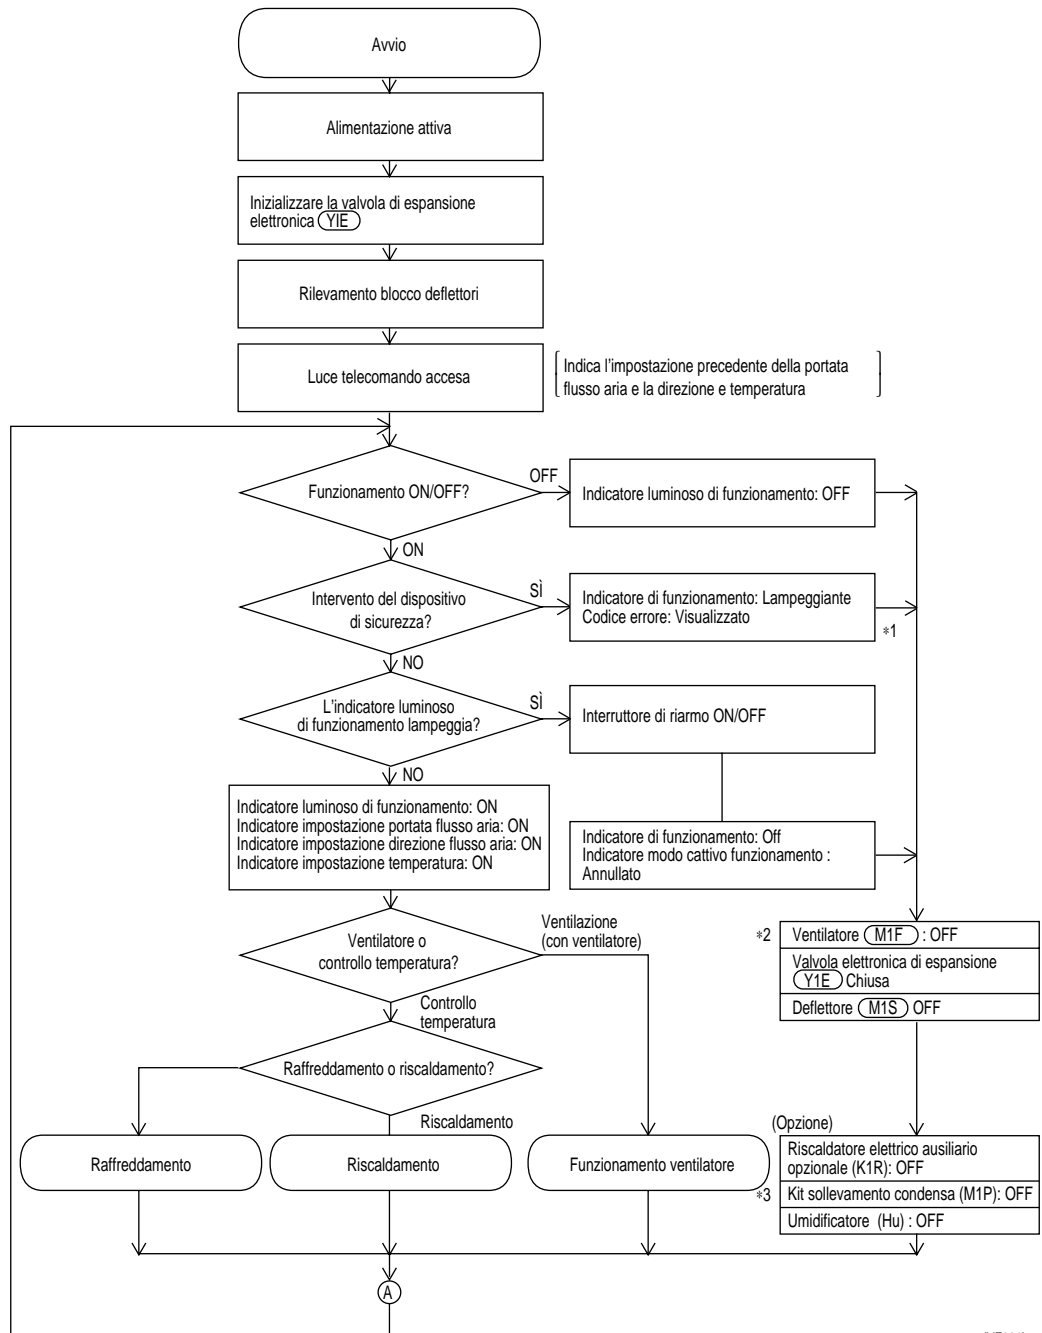 Avvio
Alimentazione attiva
Inizializzare la valvola di espansione
elettronica YIE
Rilevamento blocco deflettori
Luce telecomando accesa
Indica l'impostazione precedente della portata
flusso aria e la direzione e temperatura
Funzionamento ON/OFF?
OFF
Indicatore luminoso di funzionamento: OFF
ON
Intervento del dispositivo
di sicurezza?
SÌ
Indicatore di funzionamento: Lampeggiante
Codice errore: Visualizzato
*1
NO
L'indicatore luminoso
di funzionamento lampeggia?
SÌ
Interruttore di riarmo ON/OFF
NO
Indicatore luminoso di funzionamento: ON
Indicatore impostazione portata flusso aria: ON
Indicatore impostazione direzione flusso aria: ON
Indicatore impostazione temperatura: ON
Indicatore di funzionamento: Off
Indicatore modo cattivo funzionamento :
Annullato
Ventilatore o
controllo temperatura?
Ventilazione
(con ventilatore)
*2
Ventilatore M1F : OFF
Valvola elettronica di espansione
Y1E Chiusa
Deflettore M1S OFF
Controllo
temperatura
Raffreddamento o riscaldamento?
Riscaldamento
Raffreddamento
Riscaldamento
Funzionamento ventilatore
(Opzione)
Riscaldatore elettrico ausiliario
opzionale (K1R): OFF
*3
Kit sollevamento condensa (M1P): OFF
Umidificatore (Hu) : OFF
A